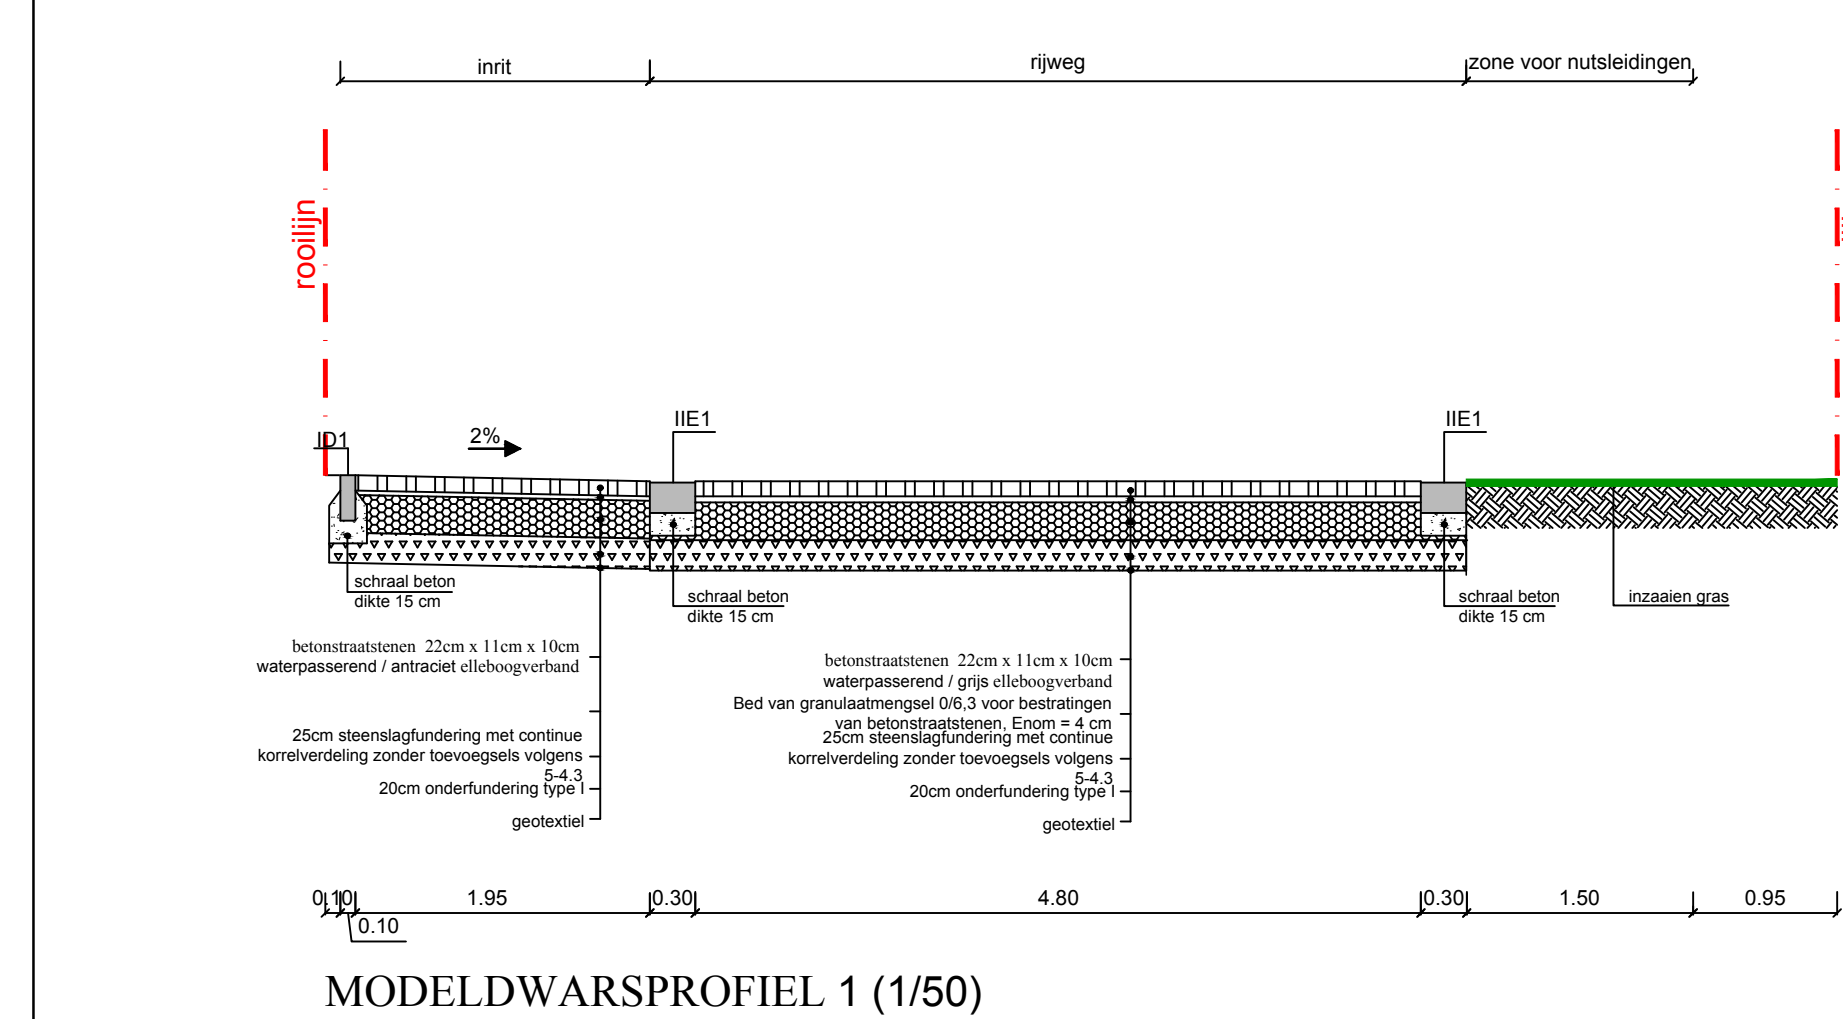 inrit
rijweg
zone voor nutsleidingen
rooilijn
ID1
2%
IIE1
IIE1
schraal beton
dikte 15 cm
schraal beton
dikte 15 cm
schraal beton
dikte 15 cm
inzaaien gras
betonstraatstenen 22cm x 11cm x 10cm
waterpasserend / antraciet elleboogverband
25cm steenslagfundering met continue
korrelverdeling zonder toevoegsels volgens
5-4.3
20cm onderfundering type I
geotextiel
betonstraatstenen 22cm x 11cm x 10cm
waterpasserend / grijs elleboogverband
Bed van granulaatmengsel 0/6,3 voor bestratingen
van betonstraatstenen, Enom = 4 cm
25cm steenslagfundering met continue
korrelverdeling zonder toevoegsels volgens
5-4.3
20cm onderfundering type I
geotextiel
0.10
1.95
0.30
4.80
0.30
1.50
0.95
0.10
MODELDWARSPROFIEL 1 (1/50)